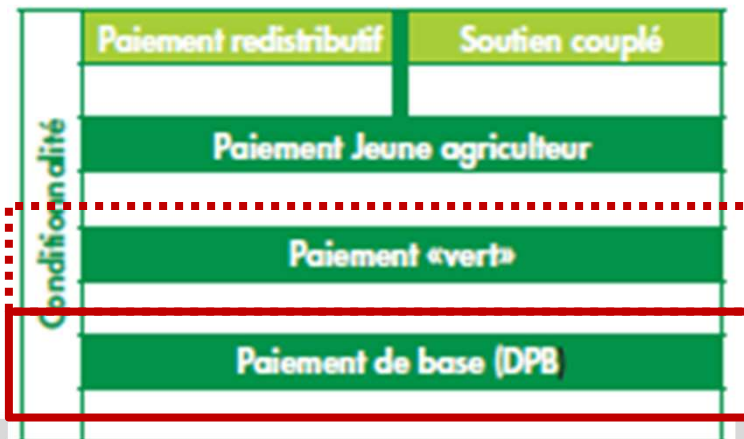 Paiement redistributif
Soutien couplé
Conditionnalité
Paiement Jeune agriculteur
Paiement «vert»
Paiement de base (DPB)